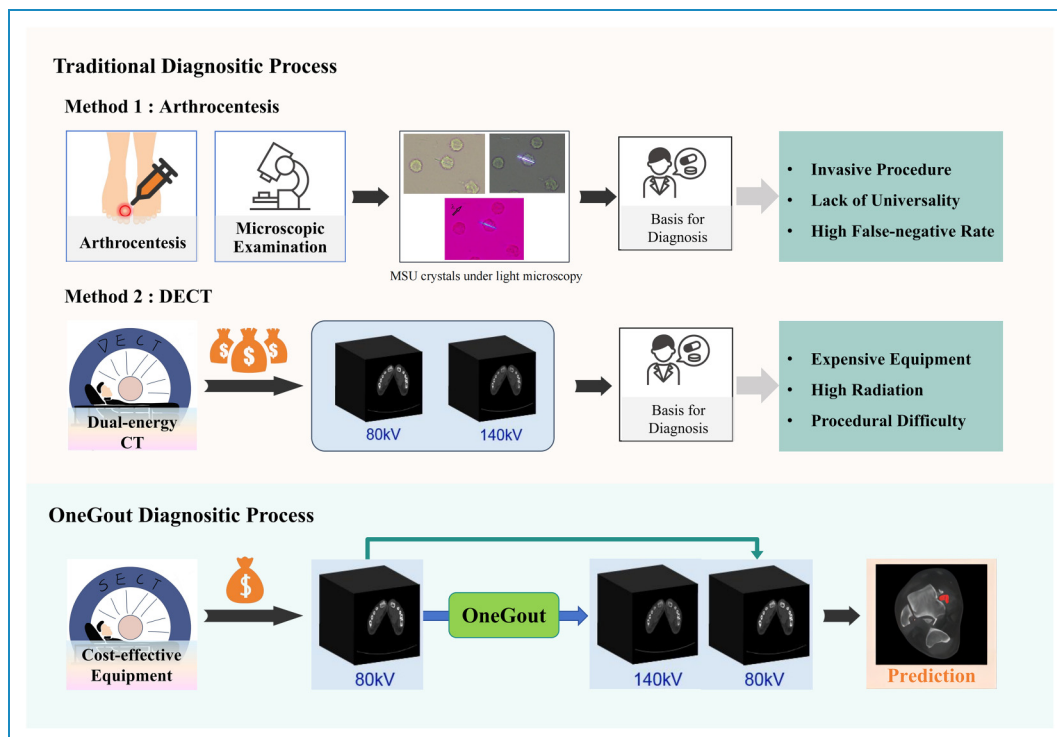 Traditional Diagnositic Process
Method 1 : Arthrocentesis
Arthrocentesis
Microscopic
Examination
MSU crystals under light microscopy
Basis for
Diagnosis
• Invasive Procedure
• Lack of Universality
• High False-negative Rate
Method 2 : DECT
DECT
Dual-energy
CT
$ $ $
80kV
140kV
Basis for
Diagnosis
• Expensive Equipment
• High Radiation
• Procedural Difficulty
OneGout Diagnositic Process
SECT
Cost-effective
Equipment
$
80kV
OneGout
140kV
80kV
Prediction